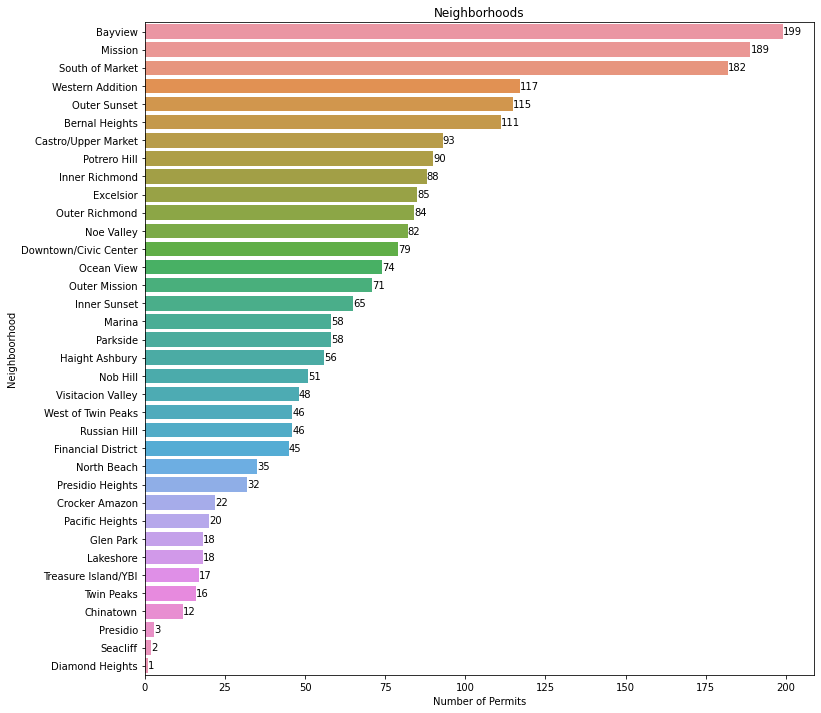 Neighborhoods
Bayview 199
Mission 189
South of Market 182
Western Addition 117
Outer Sunset 115
Bernal Heights 111
Castro/Upper Market 93
Potrero Hill 90
Inner Richmond 88
Excelsior 85
Outer Richmond 84
Noe Valley 82
Downtown/Civic Center 79
Ocean View 74
Outer Mission 71
Inner Sunset 65
Marina 58
Parkside 58
Haight Ashbury 56
Nob Hill 51
Visitacion Valley 48
West of Twin Peaks 46
Russian Hill 46
Financial District 45
North Beach 35
Presidio Heights 32
Crocker Amazon 22
Pacific Heights 20
Glen Park 18
Lakeshore 18
Treasure Island/YBI 17
Twin Peaks 16
Chinatown 12
Presidio 3
Seacliff 2
Diamond Heights 1
Neighboorhood
0 25 50 75 100 125 150 175 200
Number of Permits